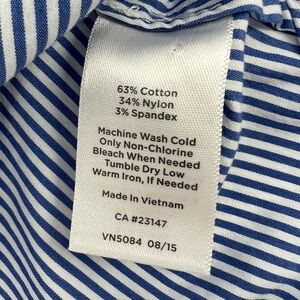 63% Cotton
34% Nylon
3% Spandex
Machine Wash Cold
Only Non-Chlorine
Bleach When Needed
Tumble Dry Low
Warm Iron, If Needed
Made In Vietnam
CA #23147
VN5084 08/15